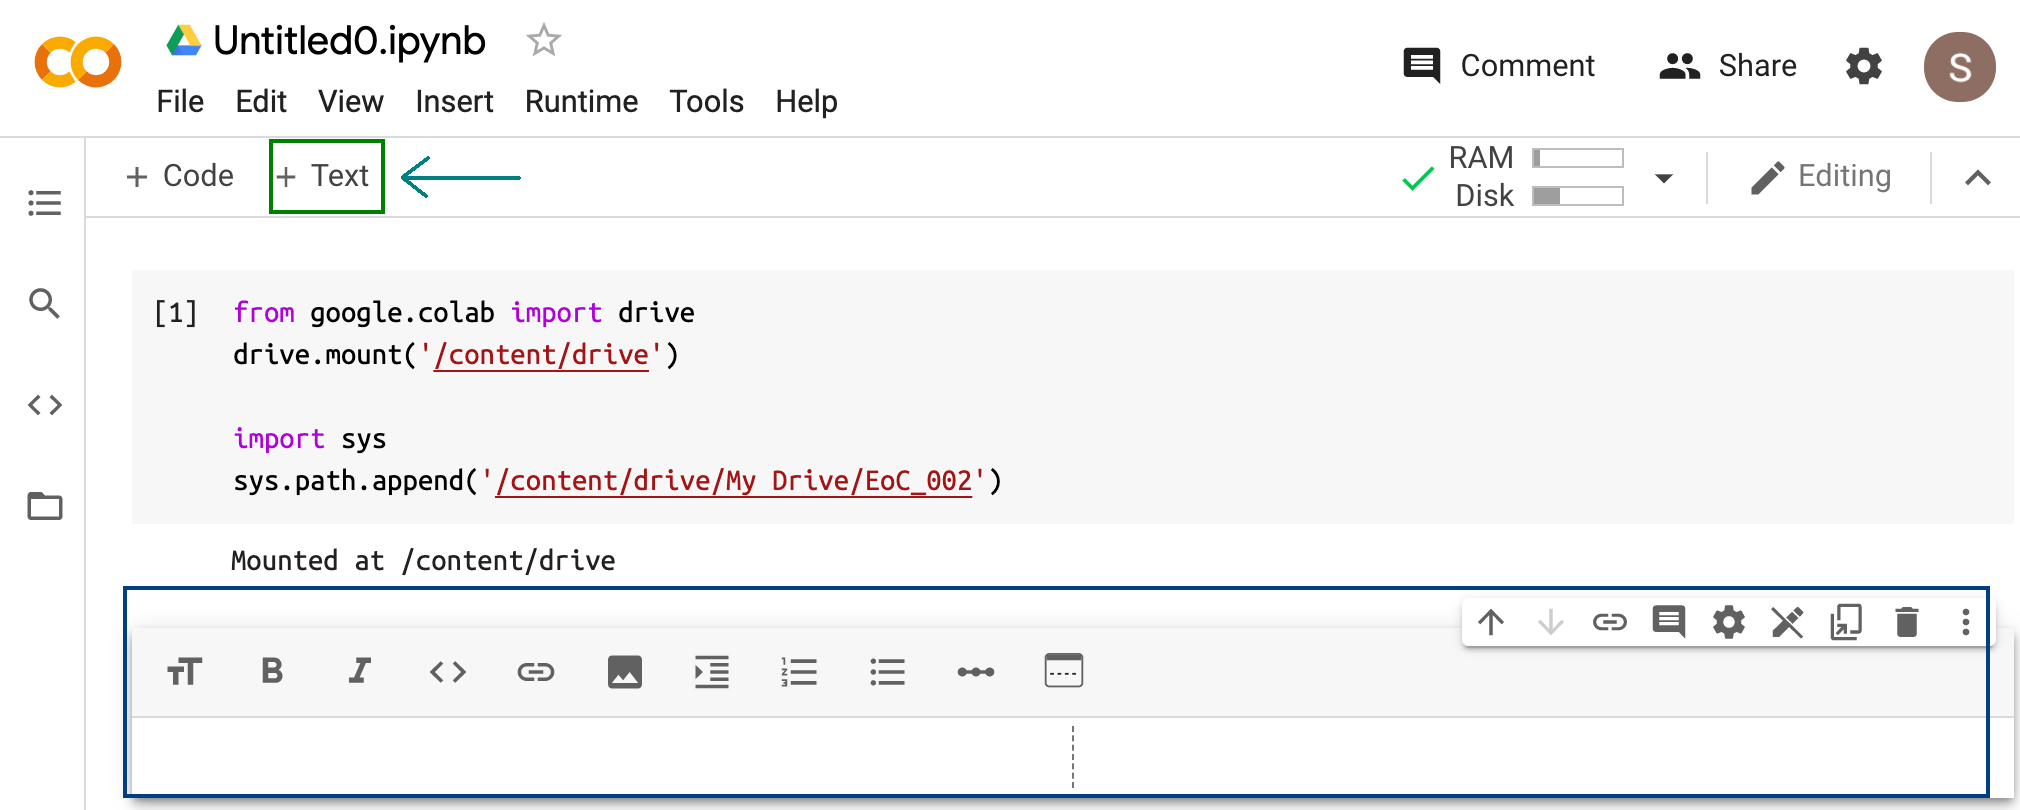 Untitled0.ipynb
File Edit View Insert Runtime Tools Help
Comment Share S
+ Code + Text
RAM
Disk
Editing
[1] from google.colab import drive
drive.mount('/content/drive')
import sys
sys.path.append('/content/drive/My Drive/EoC_002')
Mounted at /content/drive